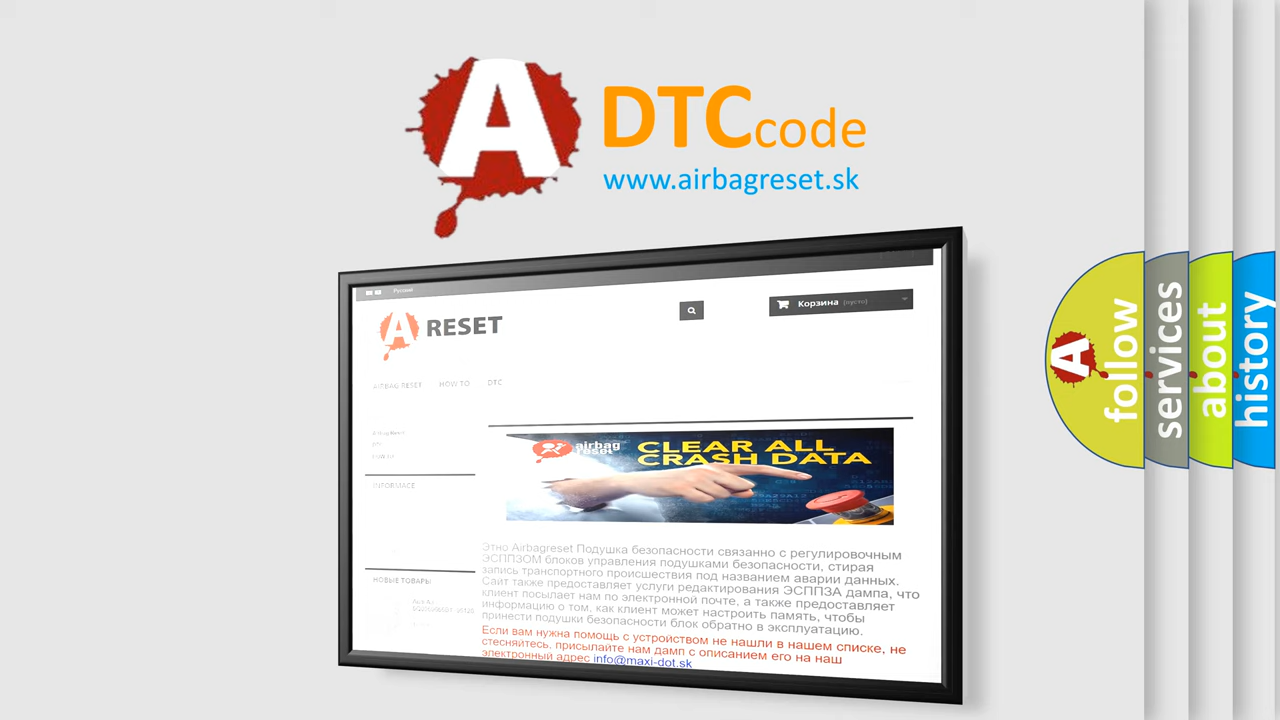 A DTC code
www.airbagreset.sk
Русский
A RESET
Корзина (пусто)
AIRBAG RESET HOW TO DTC
DTC
INFORMACE
НОВЫЕ ТОВАРЫ
airbag reset
CLEAR ALL
CRASH DATA
Этно Airbagreset Подушка безопасности связанно с регулировочным
ЭСППЗОМ блоков управления подушками безопасности, стирая
запись транспортного происшествия под названием аварии данных.
Сайт также предоставляет услуги редактирования ЭСППЗА дампа, что
клиент посылает нам по электронной почте, а также предоставляет
информацию о том, как клиент может настроить память, чтобы
принести подушки безопасности блок обратно в эксплуатацию.
Если вам нужна помощь с устройством не нашли в нашем списке, не
стесняйтесь, присылайте нам дамп с описанием его на наш
электронный адрес info@maxi-dot.sk
A
follow
services
about
history